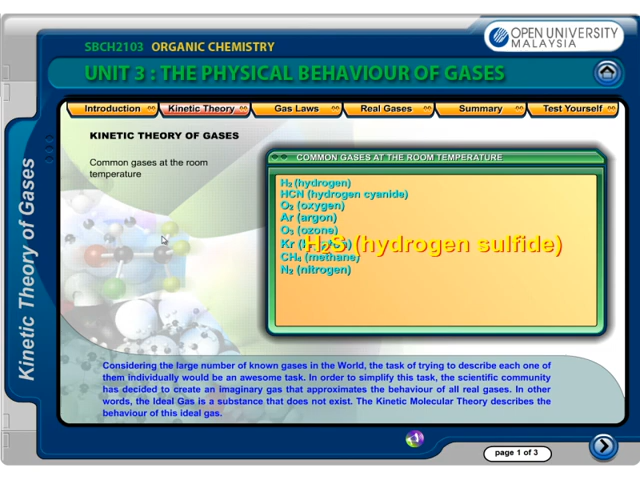 OPEN UNIVERSITY
MALAYSIA
SBCH2103 ORGANIC CHEMISTRY
UNIT 3 : THE PHYSICAL BEHAVIOUR OF GASES
Introduction
Kinetic Theory
Gas Laws
Real Gases
Summary
Test Yourself
Kinetic Theory of Gases
KINETIC THEORY OF GASES
Common gases at the room
temperature
COMMON GASES AT THE ROOM TEMPERATURE
H₂ (hydrogen)
HCN (hydrogen cyanide)
O₂ (oxygen)
Ar (argon)
O₃ (ozone)
Kr
H₂S (hydrogen sulfide)
CH₄ (methane)
N₂ (nitrogen)
Considering the large number of known gases in the World, the task of trying to describe each one of
them individually would be an awesome task. In order to simplify this task, the scientific community
has decided to create an imaginary gas that approximates the behaviour of all real gases. In other
words, the Ideal Gas is a substance that does not exist. The Kinetic Molecular Theory describes the
behaviour of this ideal gas.
page 1 of 3